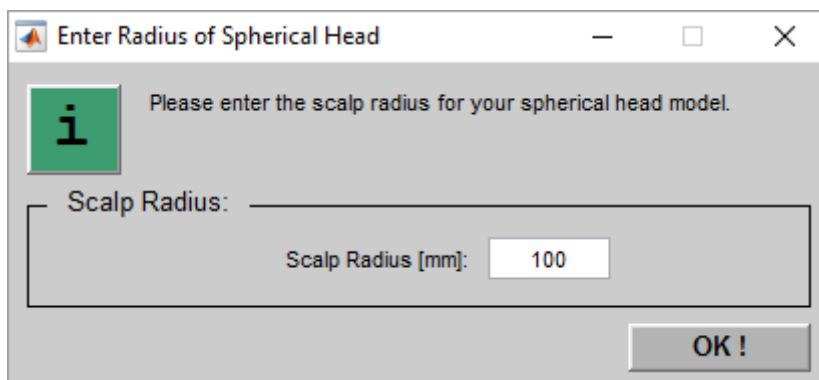 Enter Radius of Spherical Head
i
Please enter the scalp radius for your spherical head model.
Scalp Radius:
Scalp Radius [mm]: 100
OK !